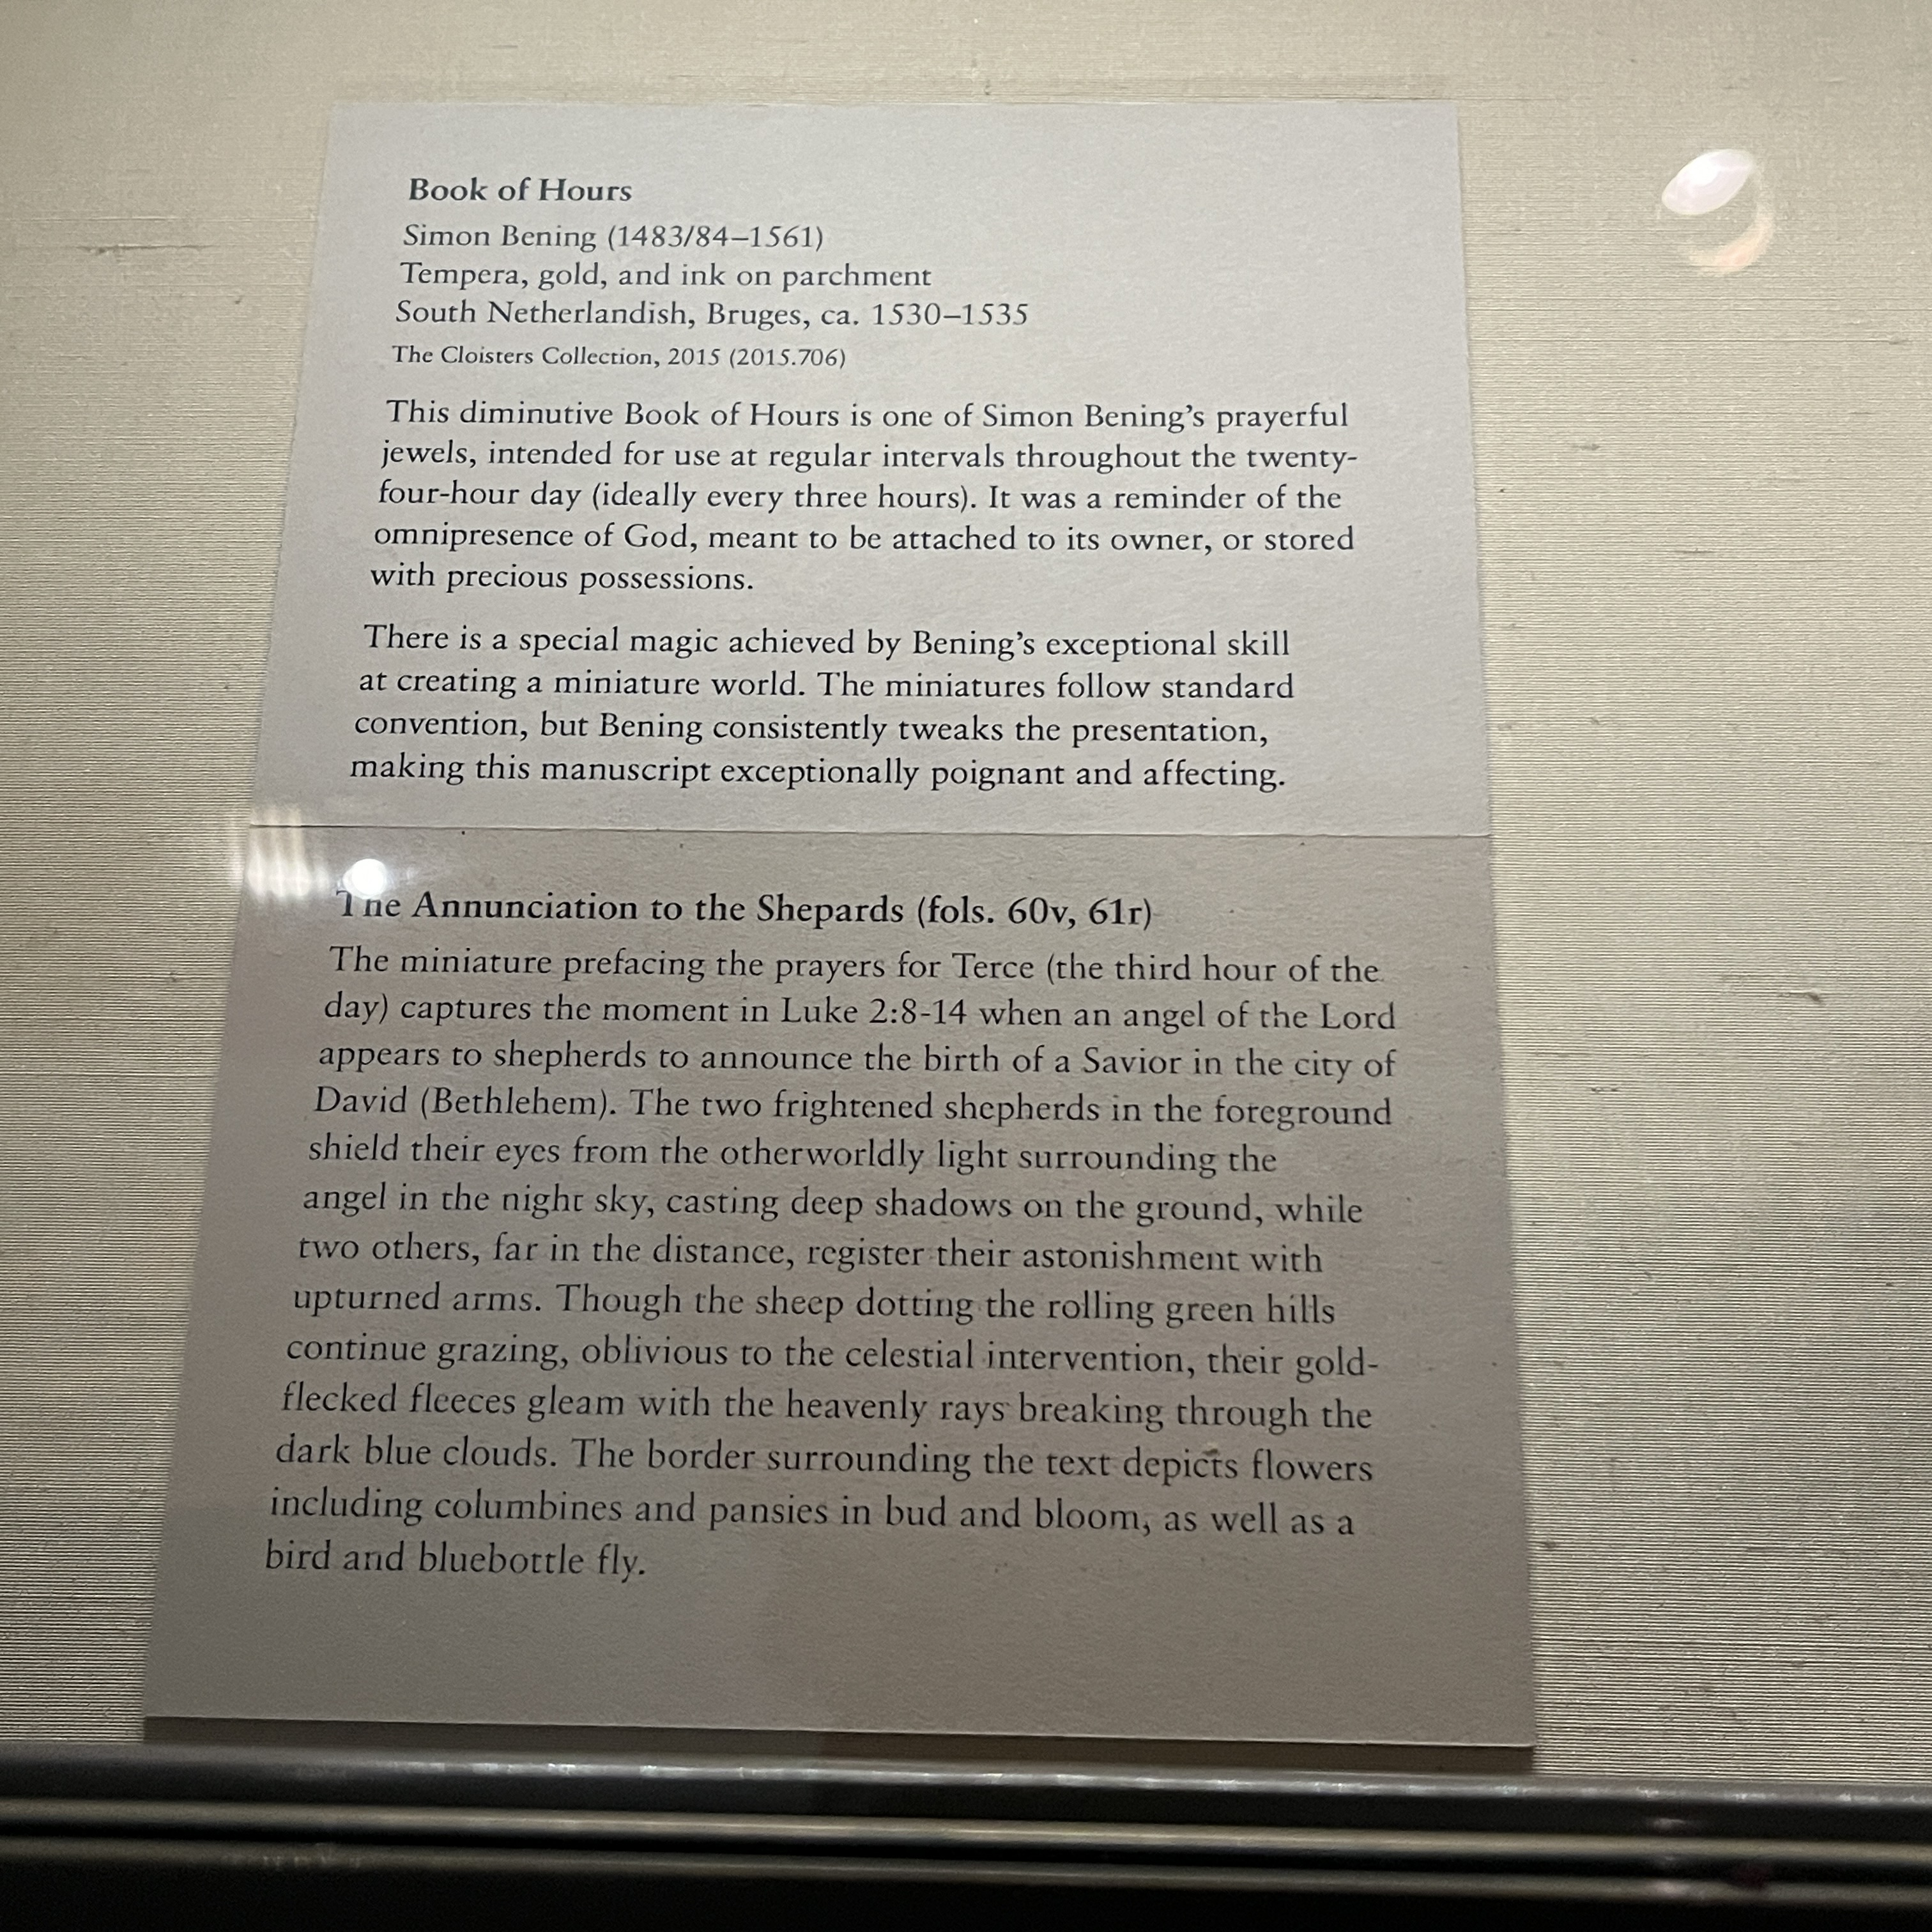 Book of Hours
Simon Bening (1483/84–1561)
Tempera, gold, and ink on parchment
South Netherlandish, Bruges, ca. 1530–1535
The Cloisters Collection, 2015 (2015.706)
This diminutive Book of Hours is one of Simon Bening's prayerful
jewels, intended for use at regular intervals throughout the twenty-
four-hour day (ideally every three hours). It was a reminder of the
omnipresence of God, meant to be attached to its owner, or stored
with precious possessions.
There is a special magic achieved by Bening's exceptional skill
at creating a miniature world. The miniatures follow standard
convention, but Bening consistently tweaks the presentation,
making this manuscript exceptionally poignant and affecting.
The Annunciation to the Shepards (fols. 60v, 61r)
The miniature prefacing the prayers for Terce (the third hour of the
day) captures the moment in Luke 2:8-14 when an angel of the Lord
appears to shepherds to announce the birth of a Savior in the city of
David (Bethlehem). The two frightened shepherds in the foreground
shield their eyes from the otherworldly light surrounding the
angel in the night sky, casting deep shadows on the ground, while
two others, far in the distance, register their astonishment with
upturned arms. Though the sheep dotting the rolling green hills
continue grazing, oblivious to the celestial intervention, their gold-
flecked fleeces gleam with the heavenly rays breaking through the
dark blue clouds. The border surrounding the text depicts flowers
including columbines and pansies in bud and bloom, as well as a
bird and bluebottle fly.